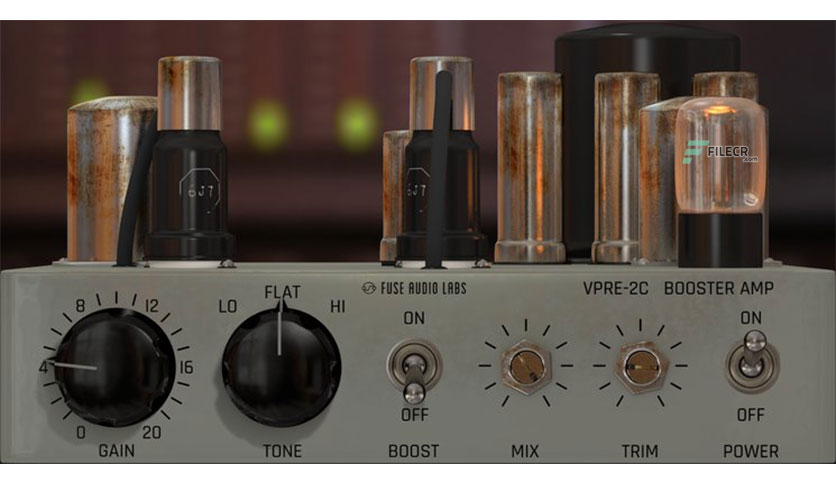 6J7
6J7
FILECR
.com
FUSE AUDIO LABS
VPRE-2C BOOSTER AMP
8 12
4 16
0 20
GAIN
LO FLAT HI
TONE
ON
OFF
BOOST
MIX
TRIM
ON
OFF
POWER